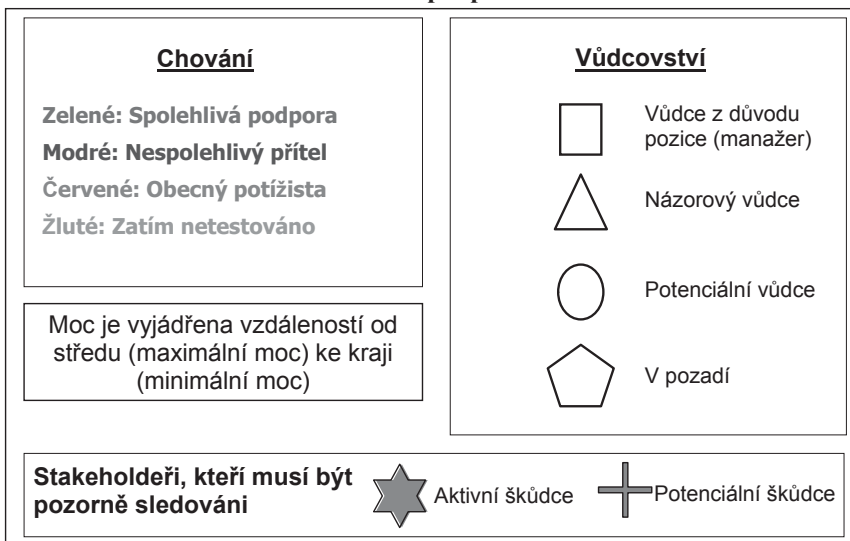 Chování
Zelené: Spolehlivá podpora
Modré: Nespolehlivý přítel
Červené: Obecný potížista
Žluté: Zatím netestováno
Moc je vyjádřena vzdáleností od
středu (maximální moc) ke kraji
(minimální moc)
Vůdcovství
Vůdce z důvodu
pozice (manažer)
Názorový vůdce
Potenciální vůdce
V pozadí
Stakeholdeři, kteří musí být
pozorně sledováni
Aktivní škůdce
Potenciální škůdce